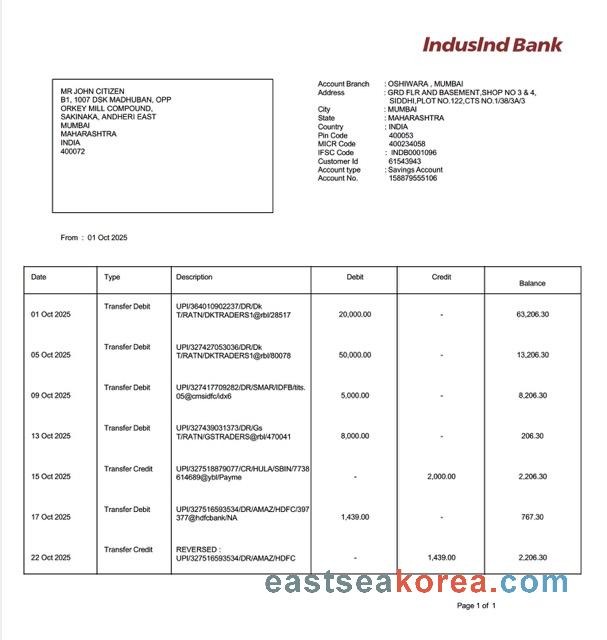 IndusInd Bank
MR JOHN CITIZEN
B1, 1007 DSK MADHUBAN, OPP
ORKEY MILL COMPOUND,
SAKINAKA, ANDHERI EAST
MUMBAI
MAHARASHTRA
INDIA
400072
Account Branch : OSHIWARA , MUMBAI
Address : GRD FLR AND BASEMENT,SHOP NO 3 & 4,
SIDDHI,PLOT NO.122,CTS NO.1/38/3A/3
City : MUMBAI
State : MAHARASHTRA
Country : INDIA
Pin Code 400053
MICR Code 400234058
IFSC Code : INDB0001096
Customer Id 61543943
Account type : Savings Account
Account No. 158879555106
From : 01 Oct 2025
Date Type Description Debit Credit Balance
01 Oct 2025 Transfer Debit UPI/364010902237/DR/Dk
T/RATN/DKTRADERS1@rbl/28517 20,000.00 - 63,206.30
05 Oct 2025 Transfer Debit UPI/327427053036/DR/Dk
T/RATN/DKTRADERS1@rbl/80078 50,000.00 - 13,206.30
09 Oct 2025 Transfer Debit UPI/327417709282/DR/SMAR/IDFB/tits.
05@cmsidfc/idx6 5,000.00 - 8,206.30
13 Oct 2025 Transfer Debit UPI/327439031373/DR/Gs
T/RATN/GSTRADERS@rbl/470041 8,000.00 - 206.30
15 Oct 2025 Transfer Credit UPI/327518879077/CR/HULA/SBIN/7738
614689@ybl/Payme - 2,000.00 2,206.30
17 Oct 2025 Transfer Debit UPI/327516593534/DR/AMAZ/HDFC/397
377@hdfcbank/NA 1,439.00 - 767.30
22 Oct 2025 Transfer Credit REVERSED :
UPI/327516593534/DR/AMAZ/HDFC - 1,439.00 2,206.30
eastseakorea.com
Page 1 of 1